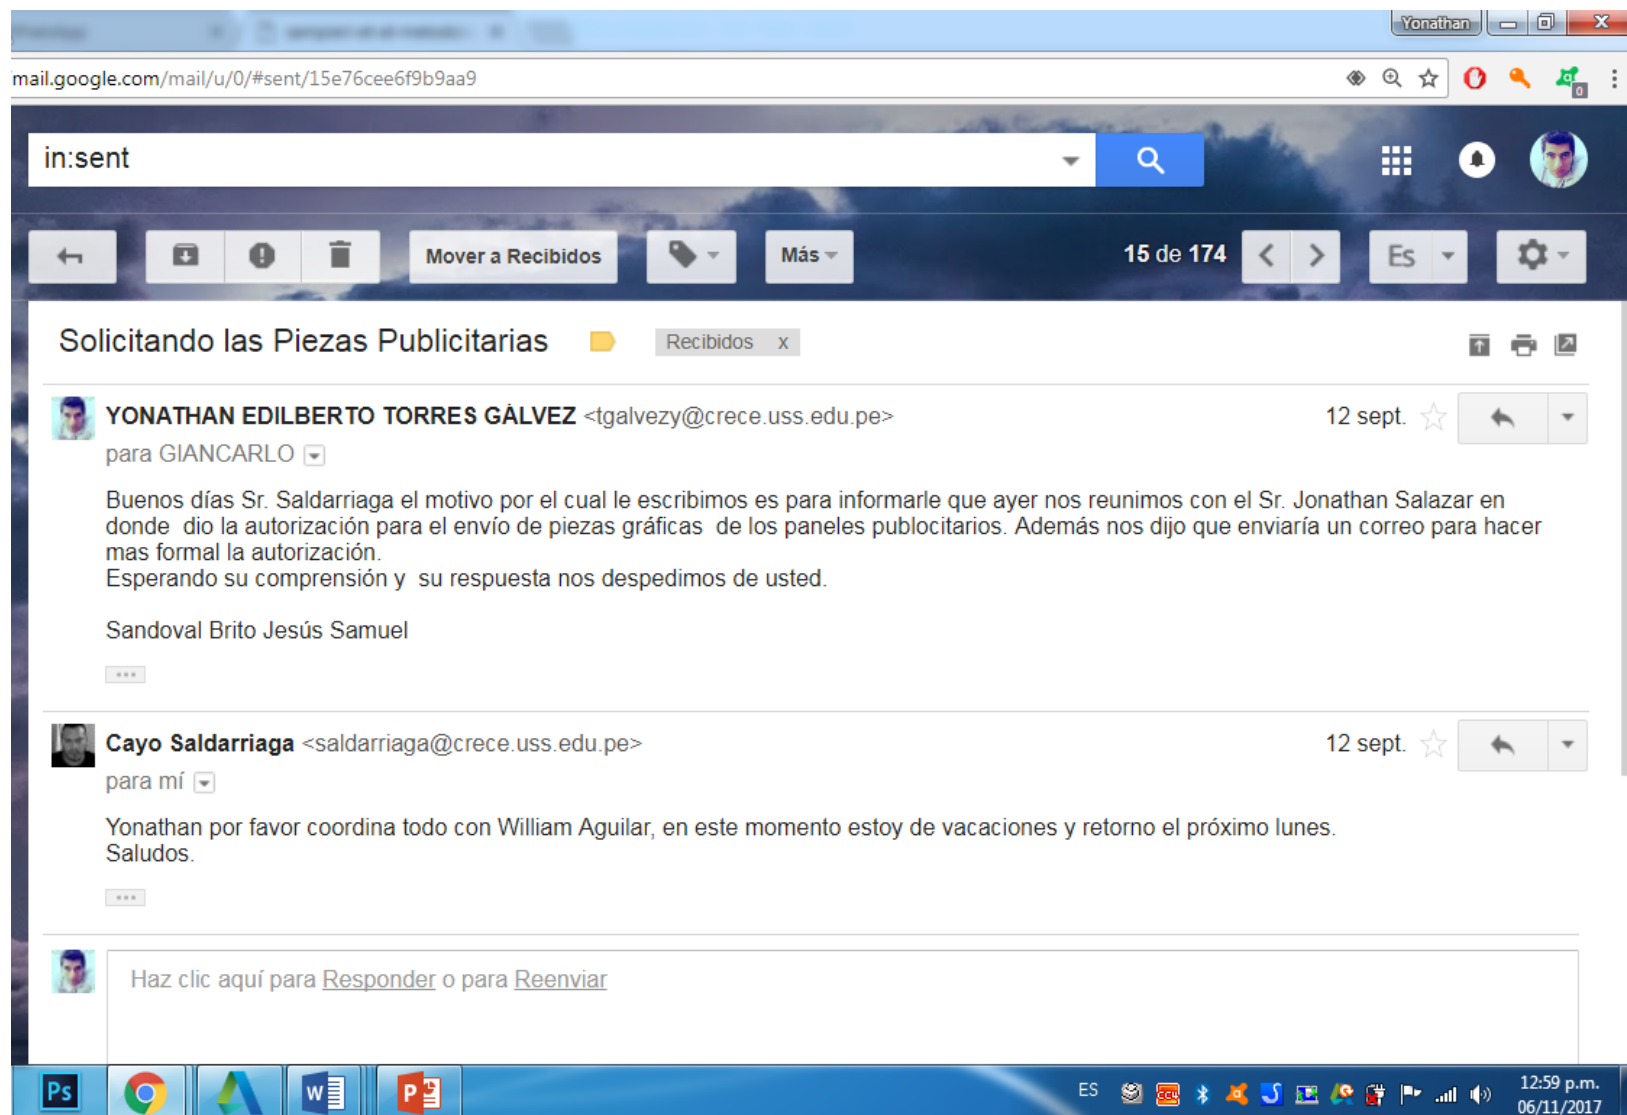 Yonathan
mail.google.com/mail/u/0/#sent/15e76cee6f9b9aa9
0
in:sent
Mover a Recibidos
Más
15 de 174
Es
Solicitando las Piezas Publicitarias
Recibidos x
YONATHAN EDILBERTO TORRES GÀLVEZ <tgalvezy@crece.uss.edu.pe>
12 sept.
para GIANCARLO
Buenos días Sr. Saldarriaga el motivo por el cual le escribimos es para informarle que ayer nos reunimos con el Sr. Jonathan Salazar en
donde dio la autorización para el envío de piezas gráficas de los paneles publocitarios. Además nos dijo que enviaría un correo para hacer
mas formal la autorización.
Esperando su comprensión y su respuesta nos despedimos de usted.
Sandoval Brito Jesús Samuel
Cayo Saldarriaga <saldarriaga@crece.uss.edu.pe>
12 sept.
para mí
Yonathan por favor coordina todo con William Aguilar, en este momento estoy de vacaciones y retorno el próximo lunes.
Saludos.
Haz clic aquí para Responder o para Reenviar
Ps
W
P
ES
12:59 p.m.
06/11/2017